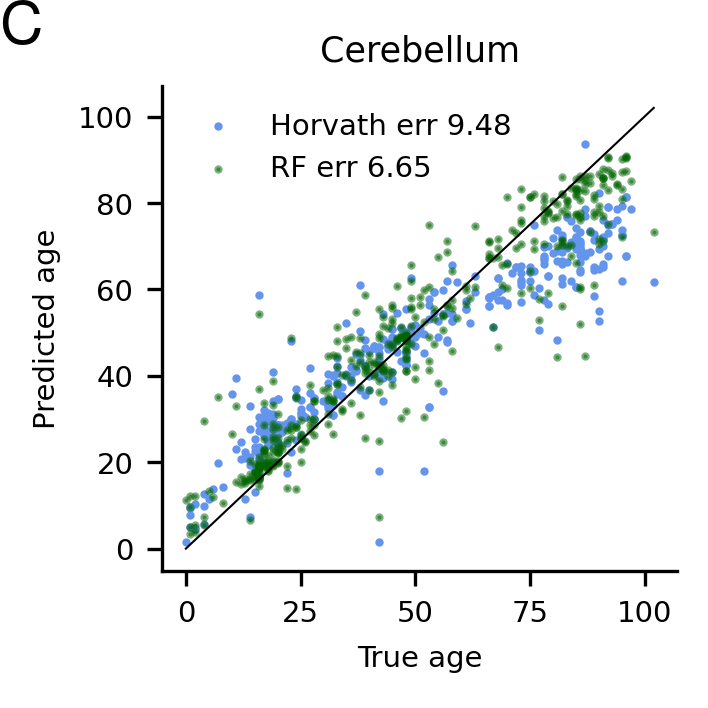 C
Cerebellum
Horvath err 9.48
RF err 6.65
Predicted age
100
80
60
40
20
0
0 25 50 75 100
True age